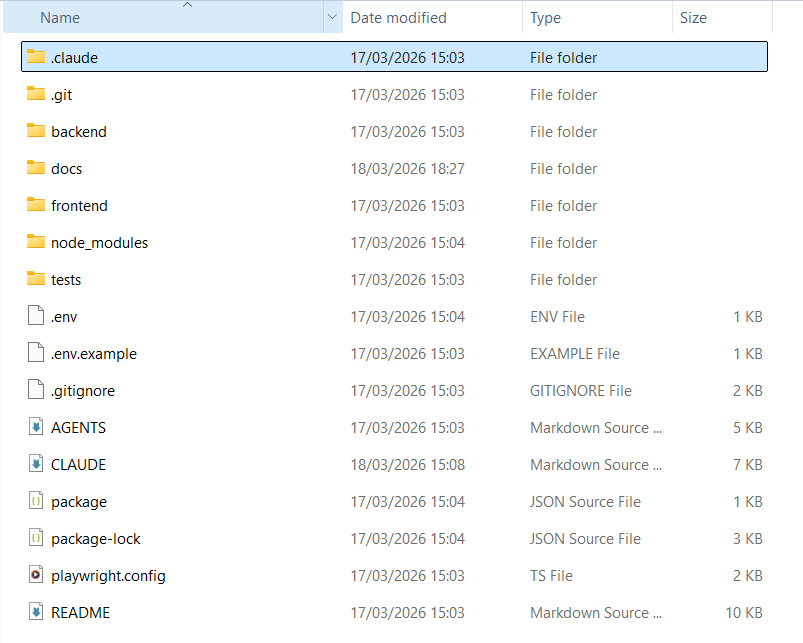 Name Date modified Type Size
.claude 17/03/2026 15:03 File folder
.git 17/03/2026 15:03 File folder
backend 17/03/2026 15:03 File folder
docs 18/03/2026 18:27 File folder
frontend 17/03/2026 15:03 File folder
node_modules 17/03/2026 15:04 File folder
tests 17/03/2026 15:03 File folder
.env 17/03/2026 15:04 ENV File 1 KB
.env.example 17/03/2026 15:03 EXAMPLE File 1 KB
.gitignore 17/03/2026 15:03 GITIGNORE File 2 KB
AGENTS 17/03/2026 15:03 Markdown Source ... 5 KB
CLAUDE 18/03/2026 15:08 Markdown Source ... 7 KB
package 17/03/2026 15:04 JSON Source File 1 KB
package-lock 17/03/2026 15:04 JSON Source File 3 KB
playwright.config 17/03/2026 15:03 TS File 2 KB
README 17/03/2026 15:03 Markdown Source ... 10 KB